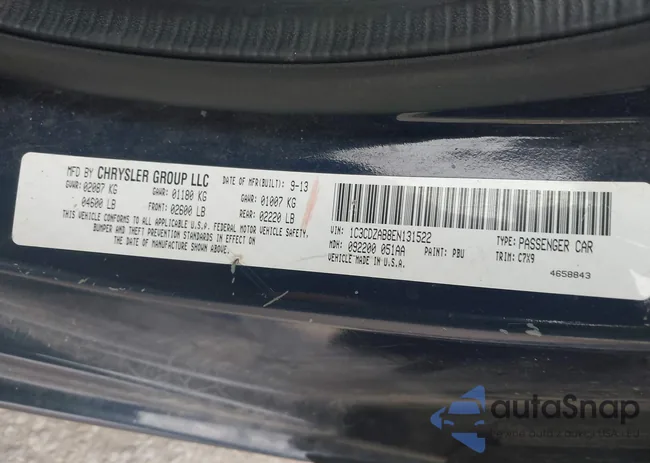 MFD BY CHRYSLER GROUP LLC
DATE OF MFR(BUILT): 9-13
GVWR: 02087 KG
GAWR: 01180 KG
GAWR: 01007 KG
04600 LB
FRONT: 02600 LB
REAR: 02220 LB
THIS VEHICLE CONFORMS TO ALL APPLICABLE U.S.A. FEDERAL MOTOR VEHICLE SAFETY,
BUMPER, AND THEFT PREVENTION STANDARDS IN EFFECT ON
THE DATE OF MANUFACTURE SHOWN ABOVE.
VIN: 1C3CDZAB8EN131522
TYPE: PASSENGER CAR
MDH: 092200 051AA
PAINT: PBU
TRIM: C7X9
VEHICLE MADE IN U.S.A.
4658843
autaSnap